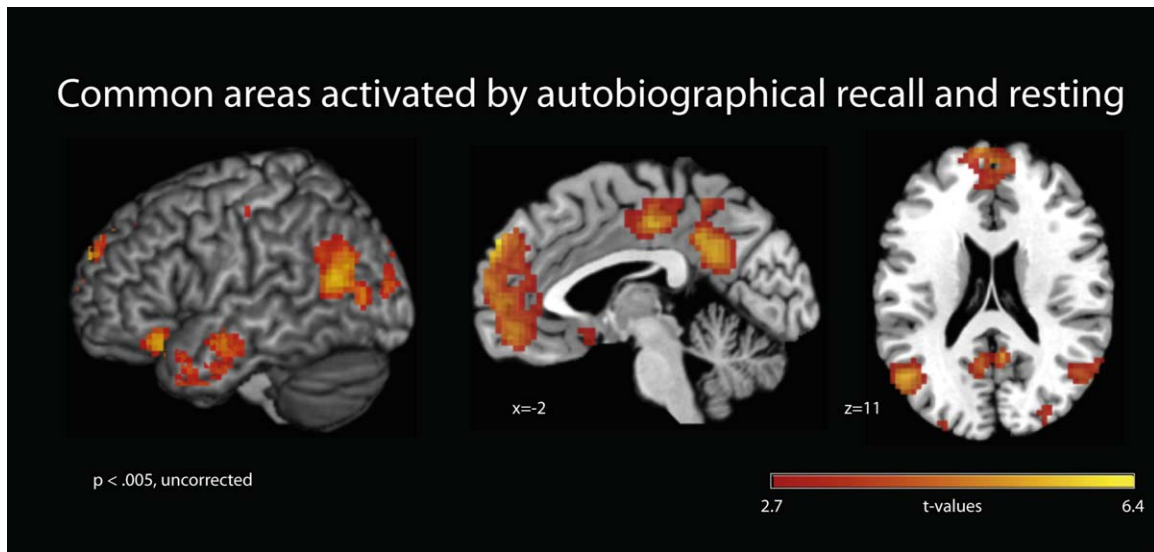 Common areas activated by autobiographical recall and resting
x=-2
z=11
p < .005, uncorrected
2.7
t-values
6.4